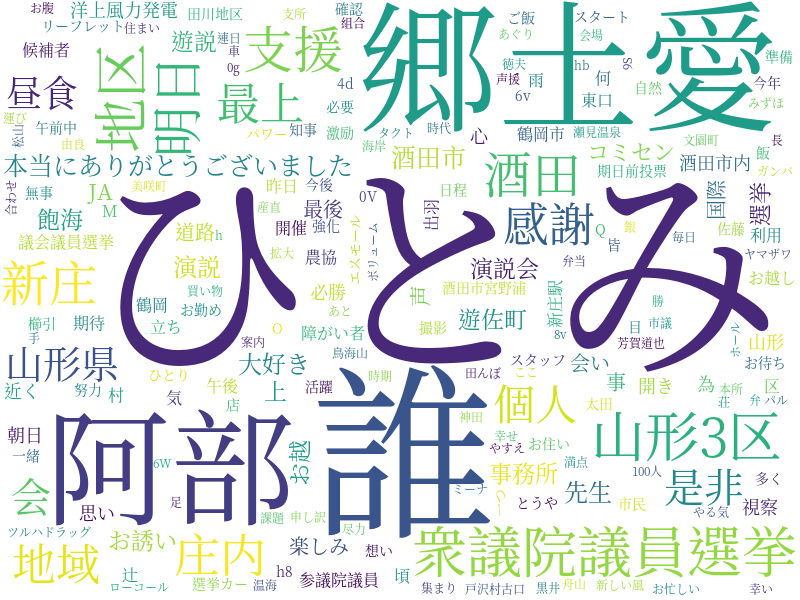 お腹
洋上風力発電
田川地区
支所
確認
組合
リーフレット
住まい
連日
車
0g
候補者
遊説
支援
郷土愛
ご飯
スタート
あぐり
会場
徳夫
hb
9S
声援
雨
何
自然
準備
今年
みずほ
昼食
地区
明日
最上
4d
必要
6v
東口
運び
松山
午前中
パワー
知事
激励
タクト
時代
心
鶴岡市
瀬見温泉
文園町
長
由良
海岸
コミセン
飯
ガンバ
本当にありがとうございました
酒田市
酒田
期日前投票
酒田市内
合わせ
無事
JA
M
美咲町
昨日
今後
日程
0V
出羽
国際
選挙
飽海
産直
最後
強化
感謝
Q
皆
佐藤
銀
毎日
利用
ヤマザワ
議会議員選挙
道路
h
開催
エスモール
ボリューム
ひとみ
新庄
演説
拡大
農協
演説会
弁当
お越し
買い物
必勝
あと
声
酒田市宮野浦
新庄駅
勝
鶴岡
お勤め
櫛引
期待
立ち
O
障がい者
撮影
遊佐町
8v
目
市議
芳賀道也
ホール
山形
お待ち
手
案内
鳥海山
山形県
大好き
スタッフ
会い
近く
努力
村
ひとり
午後
上
活躍
時期
ここ
田んぼ
事
開き
為
本所
区
荘
弁
パル
気
店
誰
個人
太田
朝日
一緒
阿部
お越
神田
幸せ
やすえ
お住い
山形3区
6W
満点
100人
多く
会
思い
足
ミーナ
事務所
とうや
先生
市民
是非
やる気
視察
ツルハドラッグ
課題
申し訳
尽力
お誘い
地域
庄内
楽しみ
想い
衆議院議員選挙
辻
ローコール
選挙カー
温海
h8
参議院議員
頃
集まり
戸沢村古口
黒井
舟山
新しい風
お忙しい
幸い